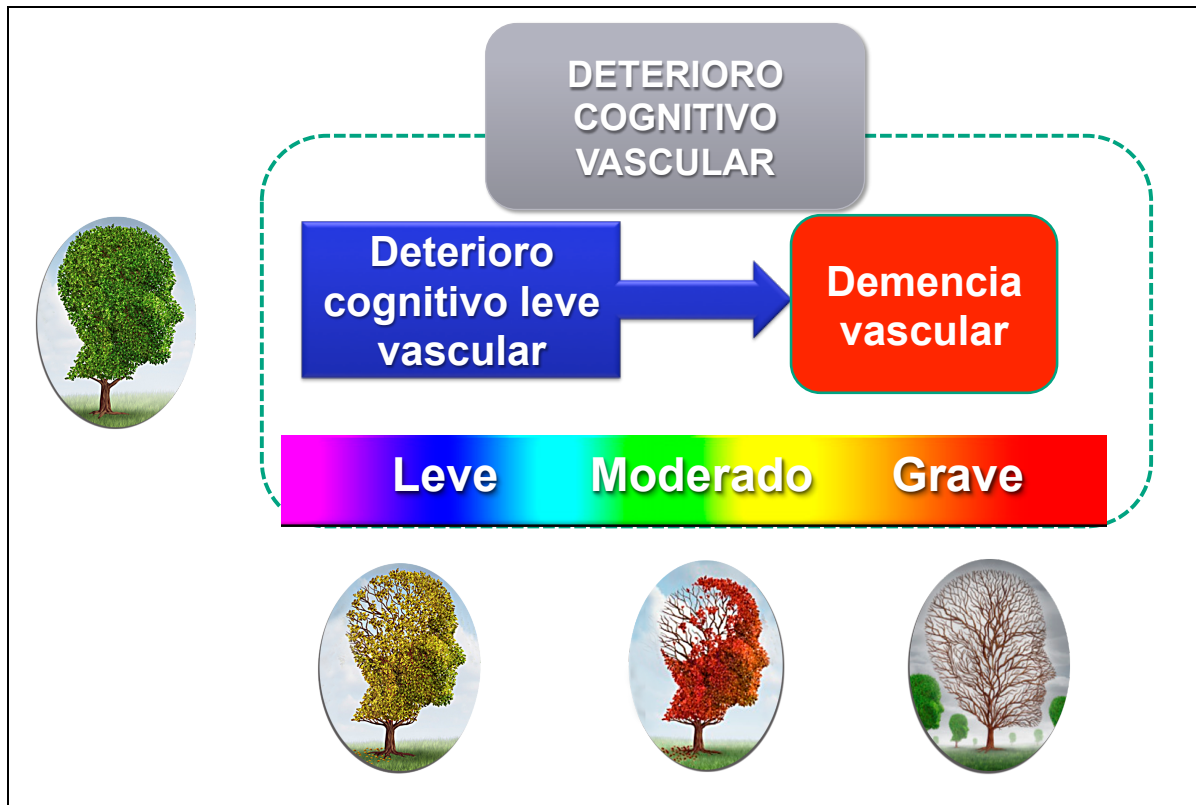 DETERIORO
COGNITIVO
VASCULAR
Deterioro
cognitivo leve
vascular
Demencia
vascular
Leve Moderado Grave